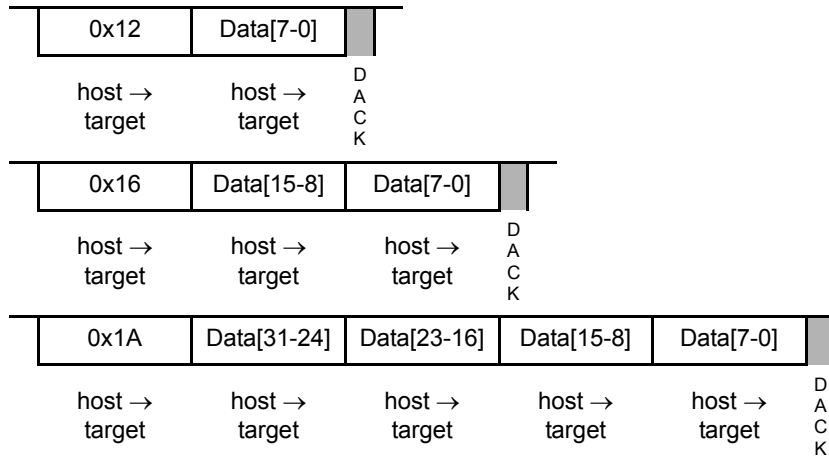 0x12 Data[7-0]
host → host →
target target
D
A
C
K
0x16 Data[15-8] Data[7-0]
host → host → host →
target target target
D
A
C
K
0x1A Data[31-24] Data[23-16] Data[15-8] Data[7-0]
host → host → host → host → host →
target target target target target
D
A
C
K